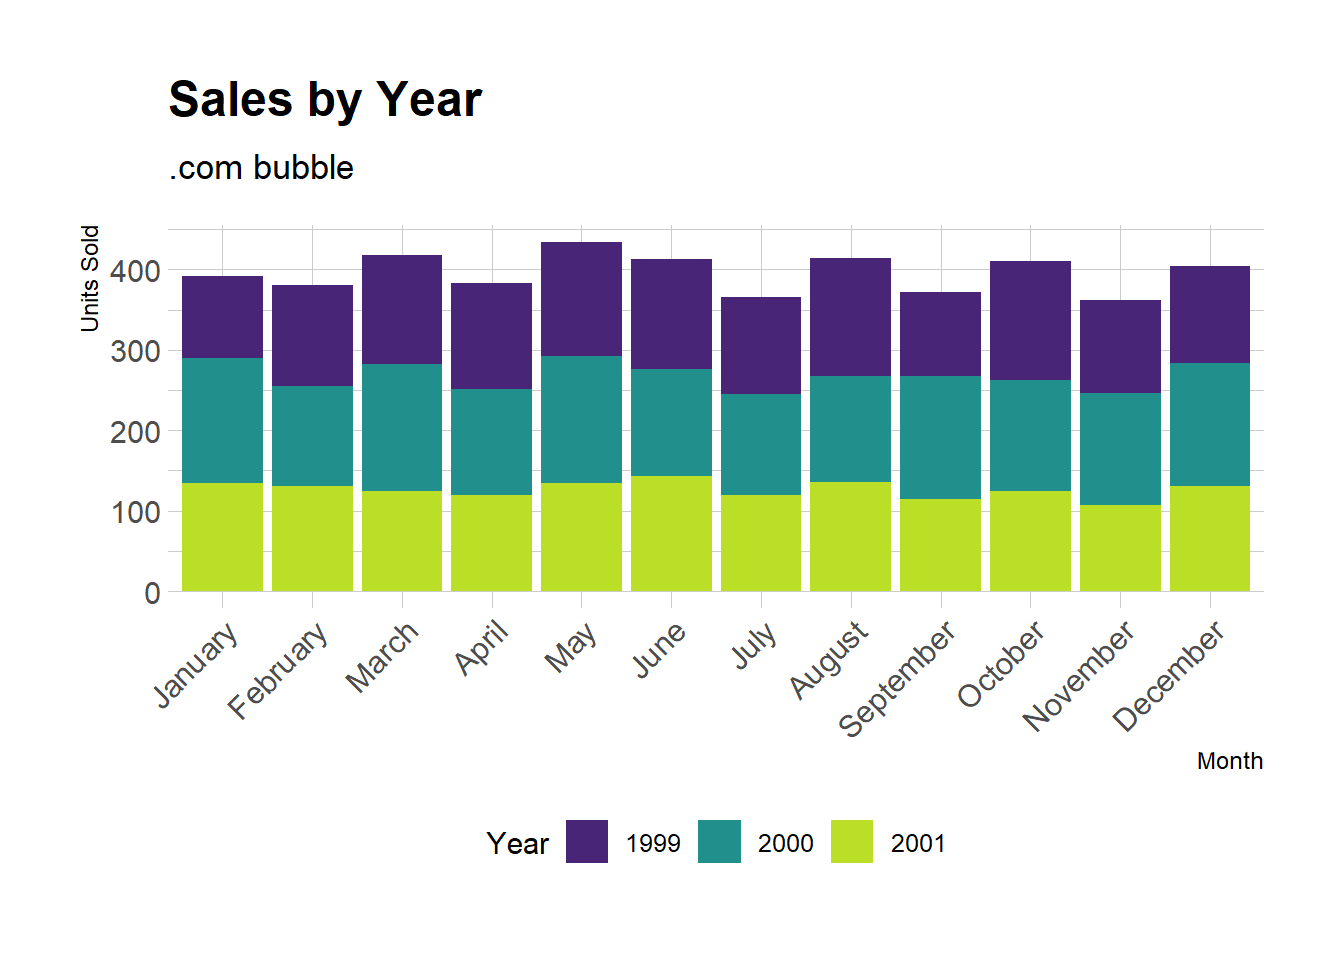 Sales by Year
.com bubble
Units Sold
400
300
200
100
0
January
February
March
April
May
June
July
August
September
October
November
December
Month
Year 1999 2000 2001